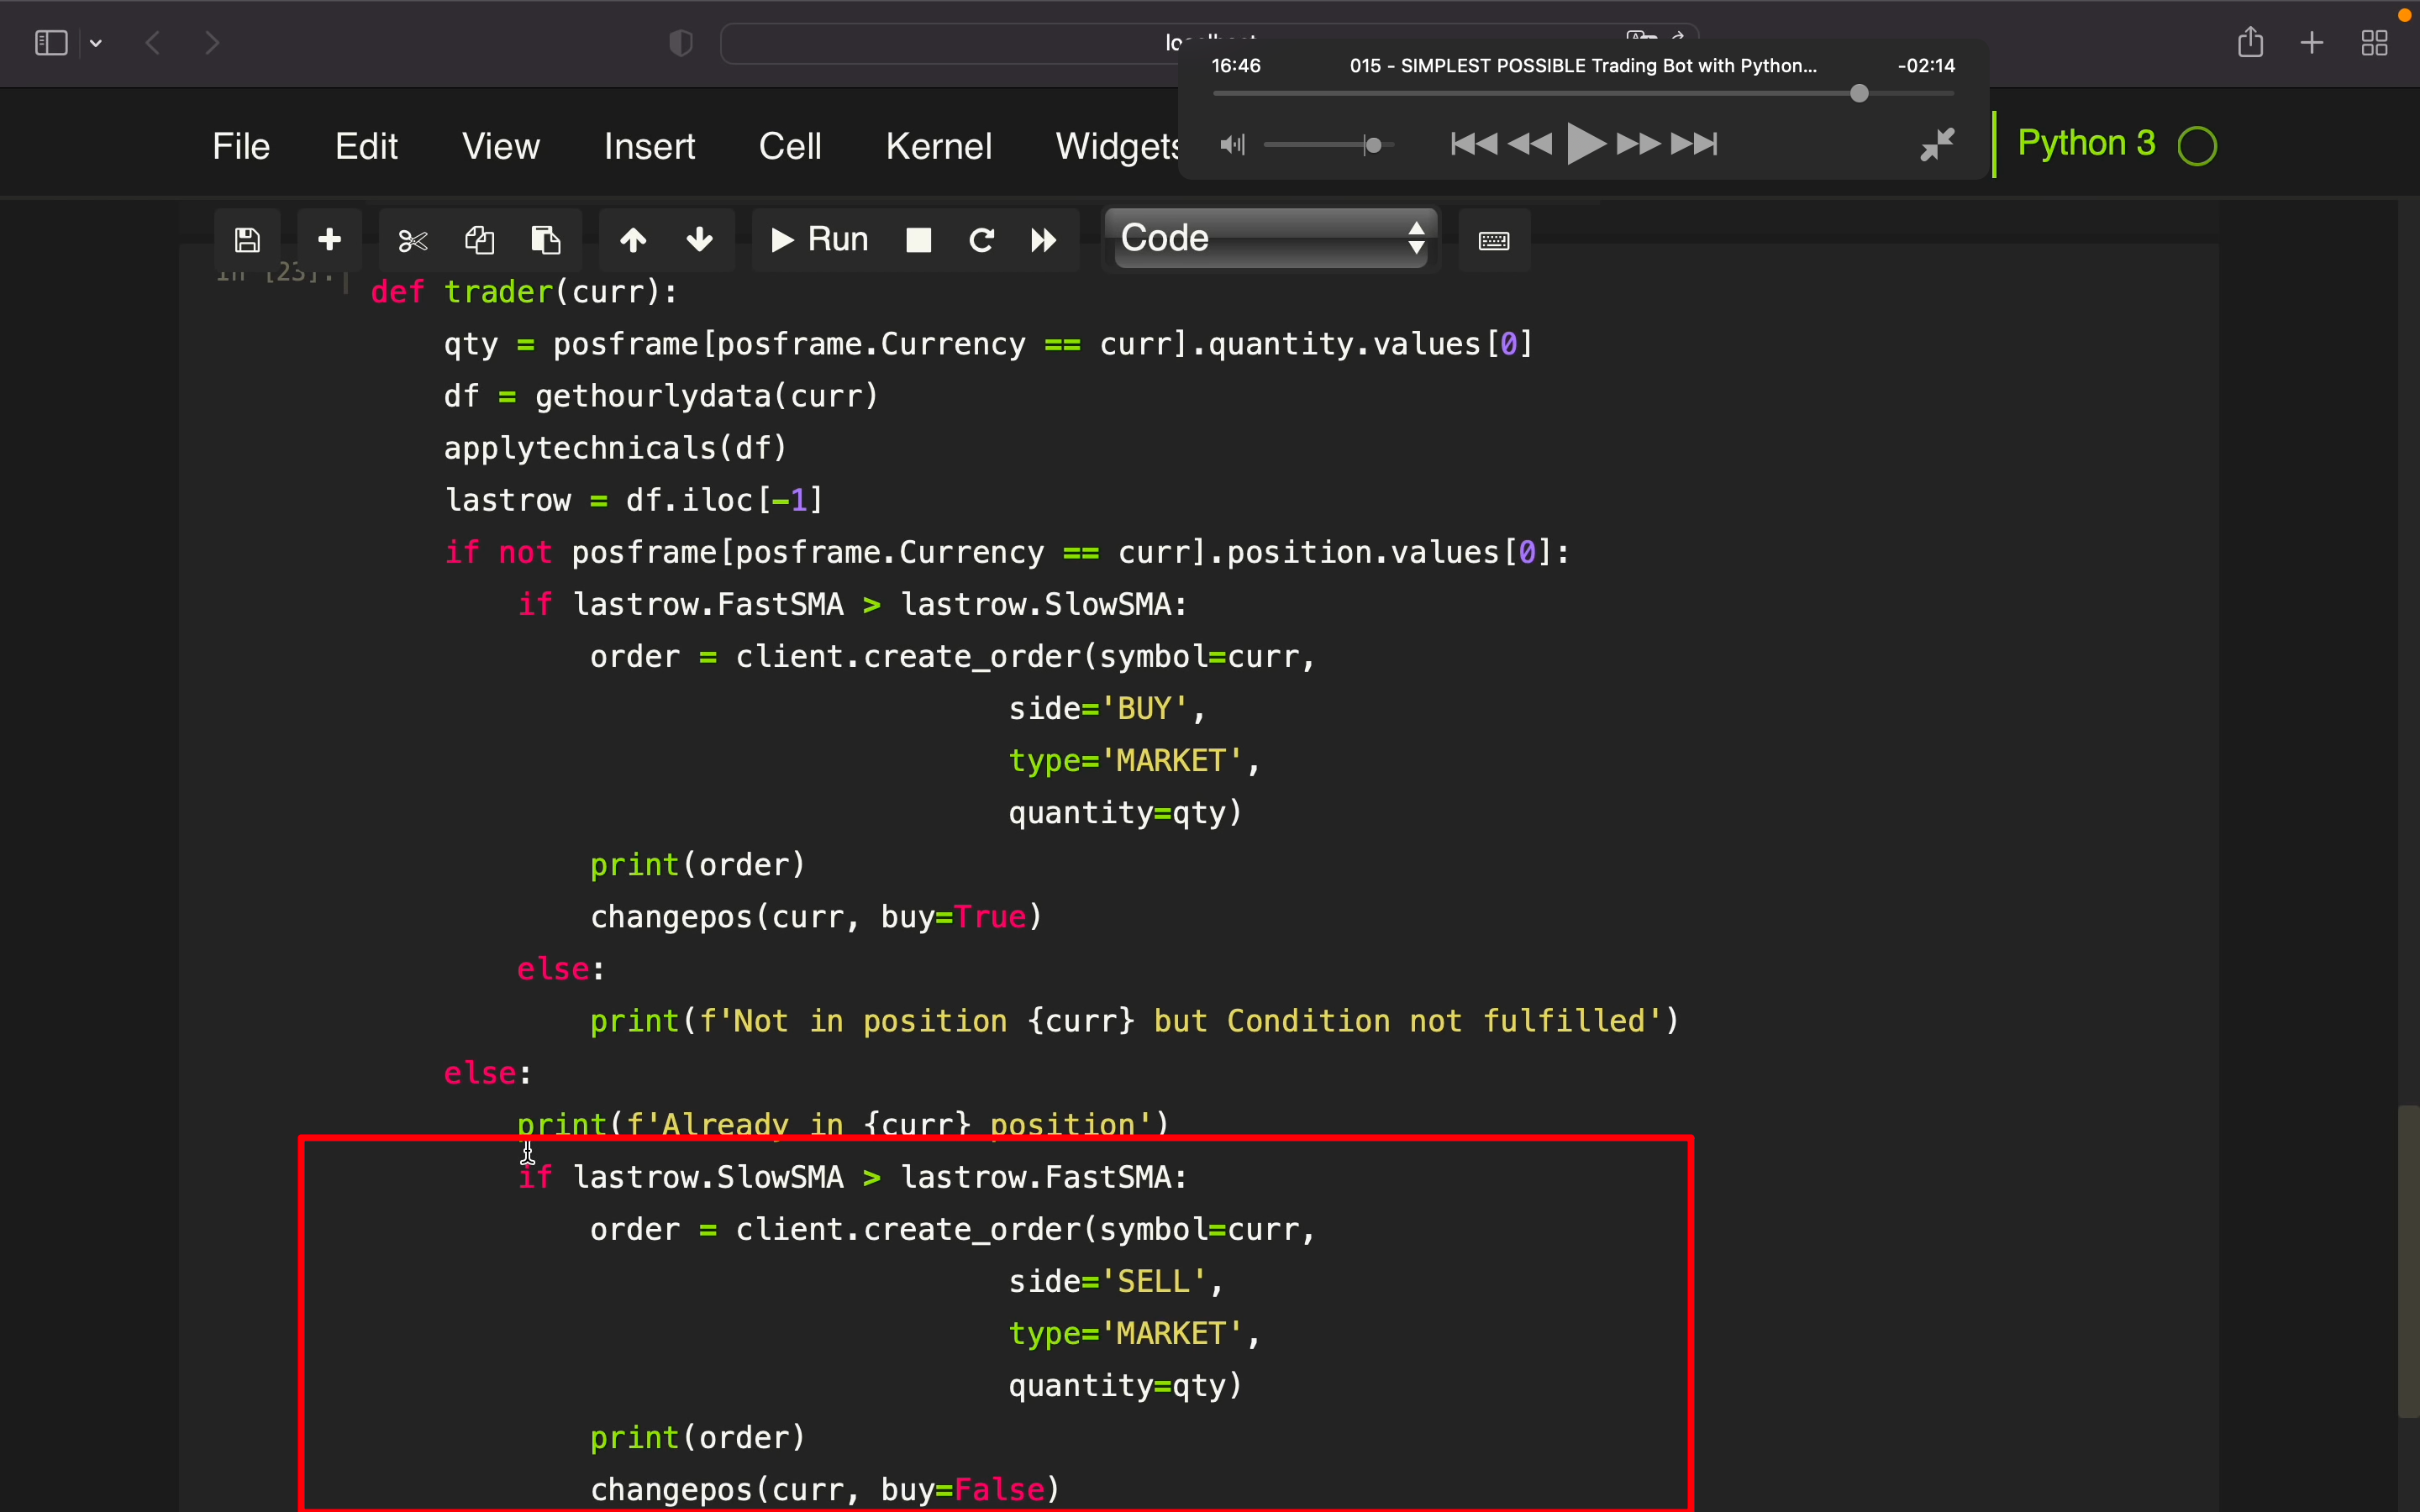 16:46 015 - SIMPLEST POSSIBLE Trading Bot with Python... -02:14
File Edit View Insert Cell Kernel Widgets Python 3
Run Code
In [23]:
def trader(curr):
    qty = posframe[posframe.Currency == curr].quantity.values[0]
    df = gethourlydata(curr)
    applytechnicals(df)
    lastrow = df.iloc[-1]
    if not posframe[posframe.Currency == curr].position.values[0]:
        if lastrow.FastSMA > lastrow.SlowSMA:
            order = client.create_order(symbol=curr,
                                   side='BUY',
                                   type='MARKET',
                                   quantity=qty)
            print(order)
            changepos(curr, buy=True)
        else:
            print(f'Not in position {curr} but Condition not fulfilled')
    else:
        print(f'Already in {curr} position')
        if lastrow.SlowSMA > lastrow.FastSMA:
            order = client.create_order(symbol=curr,
                                   side='SELL',
                                   type='MARKET',
                                   quantity=qty)
            print(order)
            changepos(curr, buy=False)